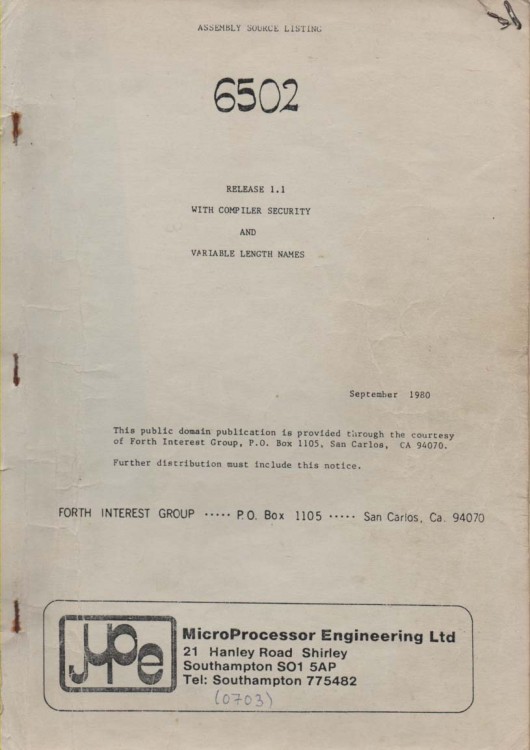 ASSEMBLY SOURCE LISTING
6502
RELEASE 1.1
WITH COMPILER SECURITY
AND
VARIABLE LENGTH NAMES
September 1980
This public domain publication is provided through the courtesy
of Forth Interest Group, P.O. Box 1105, San Carlos, CA 94070.
Further distribution must include this notice.
FORTH INTEREST GROUP ····· P.O. Box 1105 ····· San Carlos, Ca. 94070
MicroProcessor Engineering Ltd
21 Hanley Road Shirley
Southampton SO1 5AP
Tel: Southampton 775482
(0703)